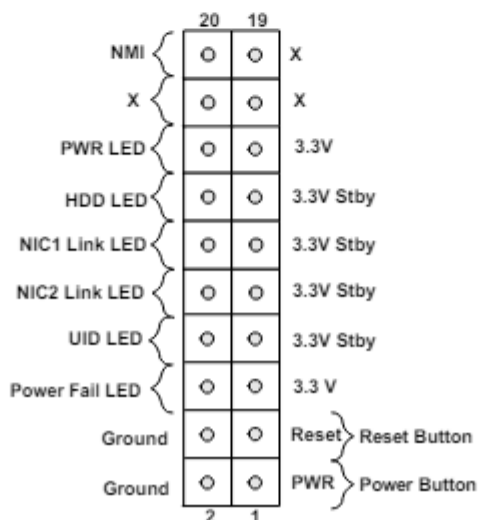 20 19
NMI X
X X
PWR LED 3.3V
HDD LED 3.3V Stby
NIC1 Link LED 3.3V Stby
NIC2 Link LED 3.3V Stby
UID LED 3.3V Stby
Power Fail LED 3.3 V
Ground Reset Reset Button
Ground PWR Power Button
2 1